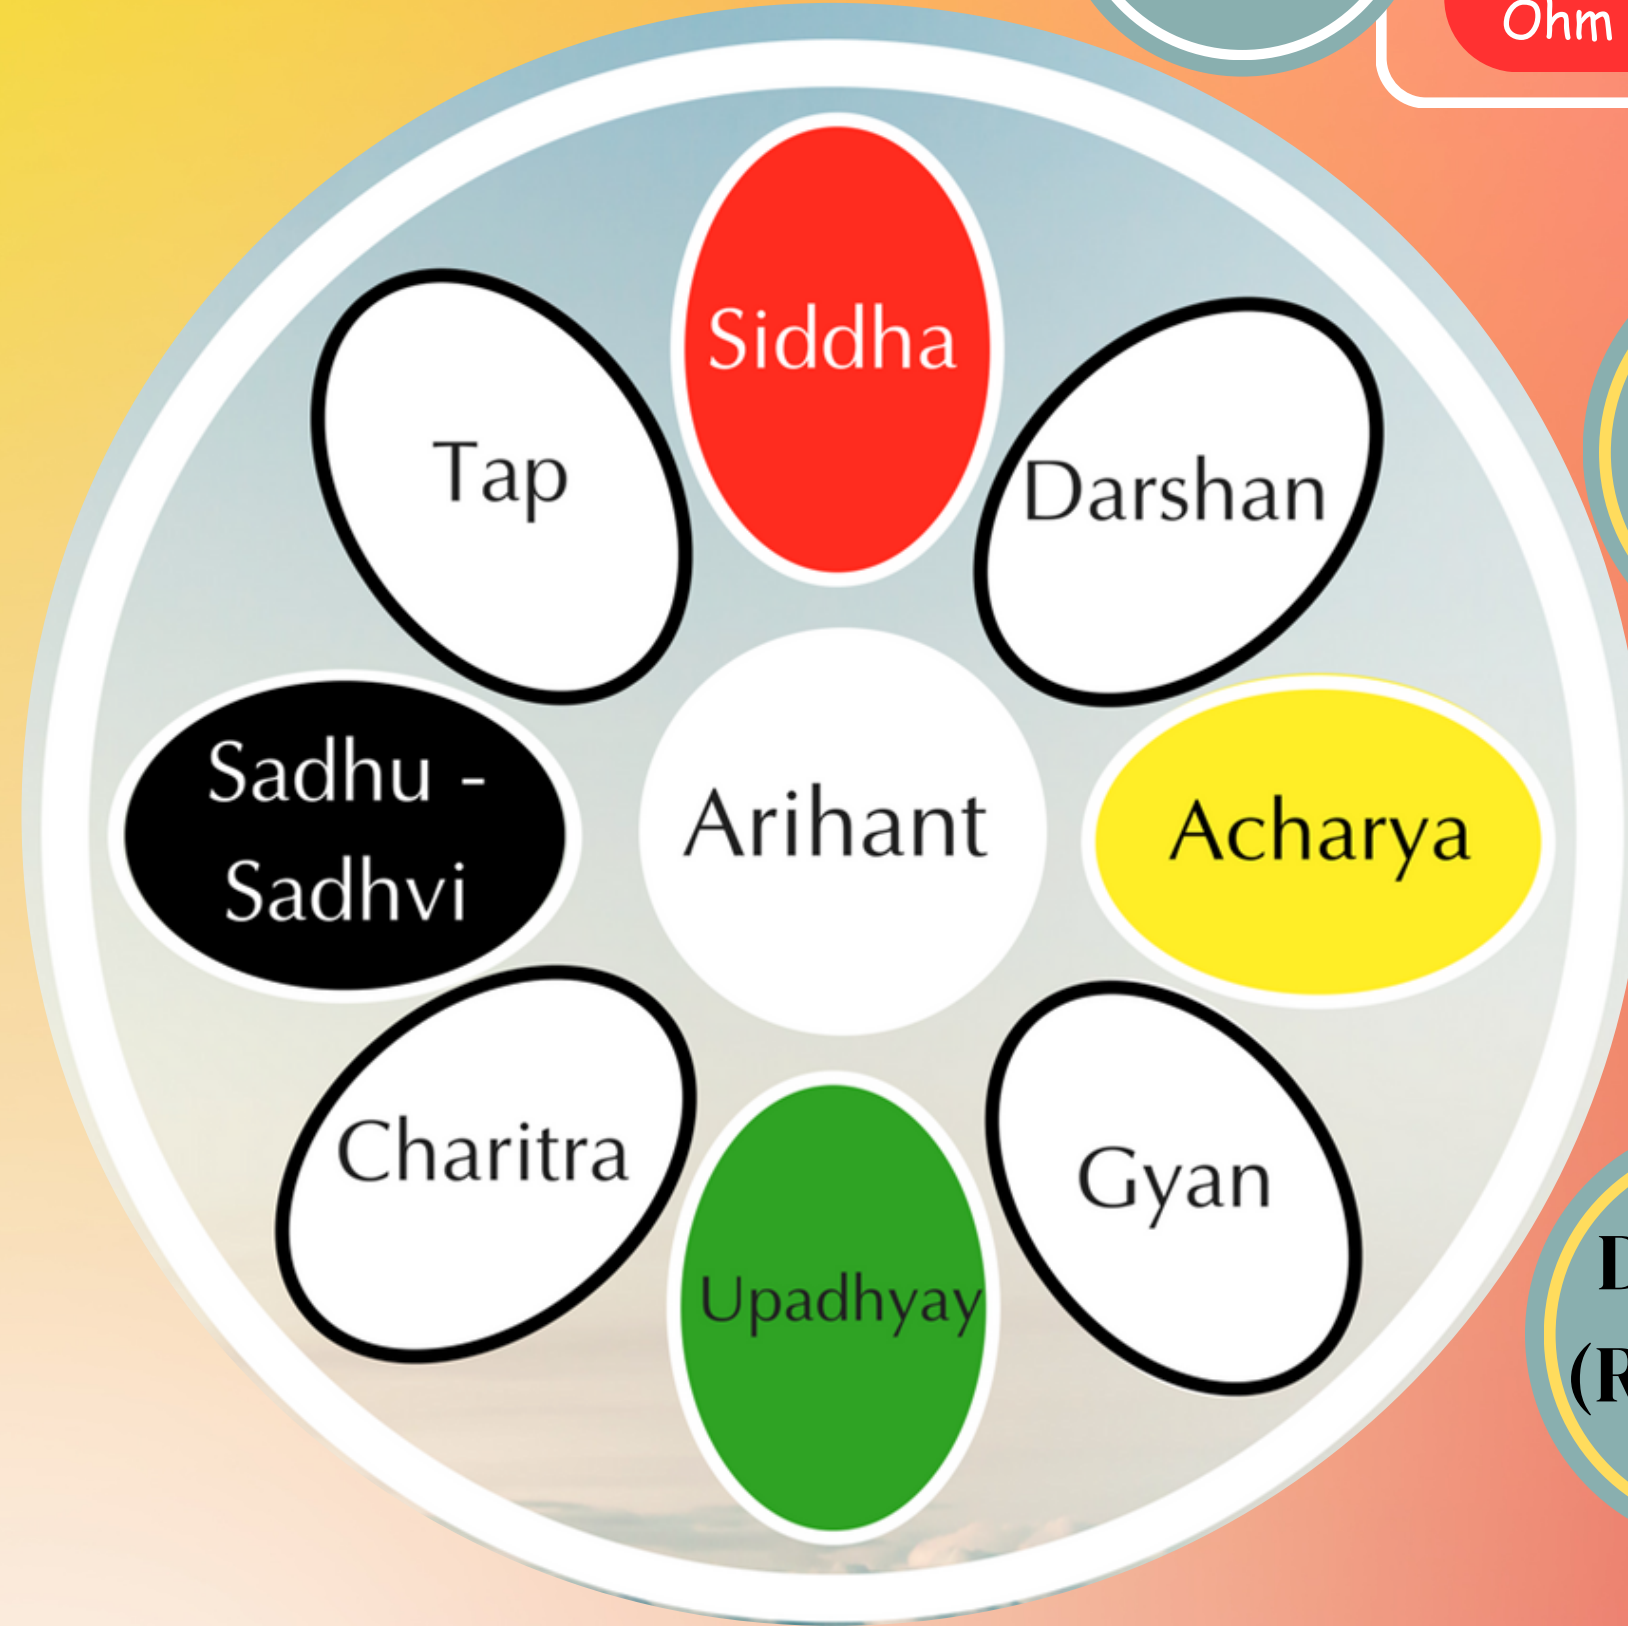 Ohm
Siddha
Tap
Darshan
Sadhu -
Sadhvi
Arihant
Acharya
Charitra
Gyan
Upadhyay
D
(R